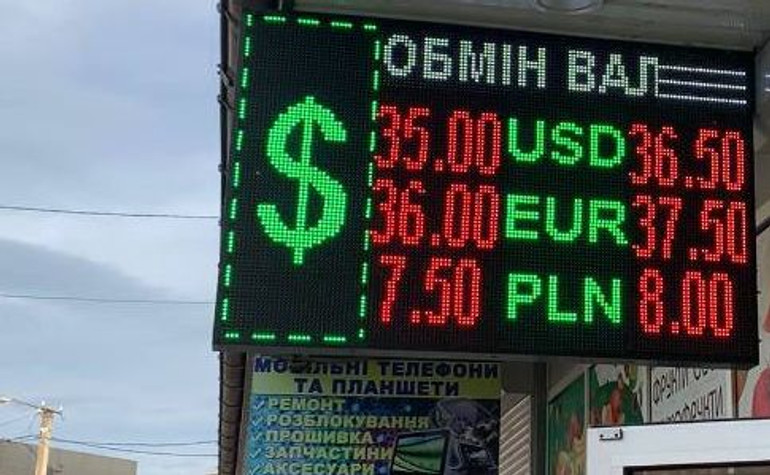 $
ОБМІН ВАЛ
35.00 USD 36.50
36.00 EUR 37.50
7.50 PLN 8.00
МОБІЛЬНІ ТЕЛЕФОНИ
ТА ПЛАНШЕТИ
РЕМОНТ
РОЗБЛОКУВАННЯ
ПРОШИВКА
ЗАПЧАСТИНИ
АКСЕСУАРИ
ФРУКТИ